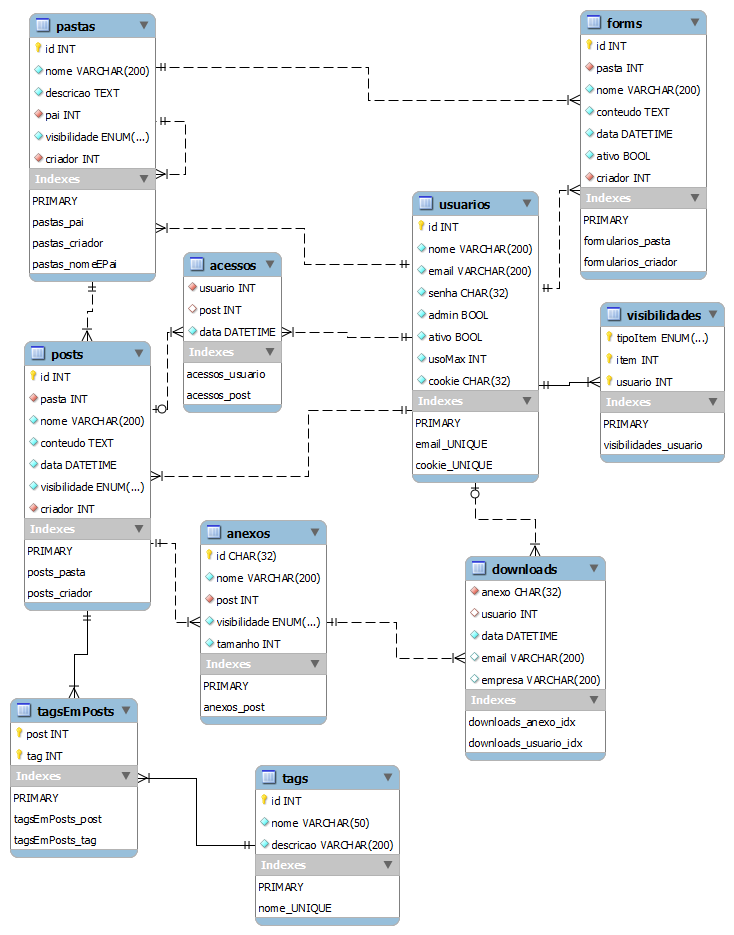 pastas
id INT
nome VARCHAR(200)
descricao TEXT
pai INT
visibilidade ENUM(...)
criador INT
Indexes
PRIMARY
pastas_pai
pastas_criador
pastas_nomeEPai
forms
id INT
pasta INT
nome VARCHAR(200)
conteudo TEXT
data DATETIME
ativo BOOL
criador INT
Indexes
PRIMARY
formularios_pasta
formularios_criador
usuarios
id INT
nome VARCHAR(200)
email VARCHAR(200)
senha CHAR(32)
admin BOOL
ativo BOOL
usoMax INT
cookie CHAR(32)
Indexes
PRIMARY
email_UNIQUE
cookie_UNIQUE
acessos
usuario INT
post INT
data DATETIME
Indexes
acessos_usuario
acessos_post
visibilidades
tipoItem ENUM(...)
item INT
usuario INT
Indexes
PRIMARY
visibilidades_usuario
posts
id INT
pasta INT
nome VARCHAR(200)
conteudo TEXT
data DATETIME
visibilidade ENUM(...)
criador INT
Indexes
PRIMARY
posts_pasta
posts_criador
anexos
id CHAR(32)
nome VARCHAR(200)
post INT
visibilidade ENUM(...)
tamanho INT
Indexes
PRIMARY
anexos_post
downloads
anexo CHAR(32)
usuario INT
data DATETIME
email VARCHAR(200)
empresa VARCHAR(200)
Indexes
downloads_anexo_idx
downloads_usuario_idx
tagsEmPosts
post INT
tag INT
Indexes
PRIMARY
tagsEmPosts_post
tagsEmPosts_tag
tags
id INT
nome VARCHAR(50)
descricao VARCHAR(200)
Indexes
PRIMARY
nome_UNIQUE